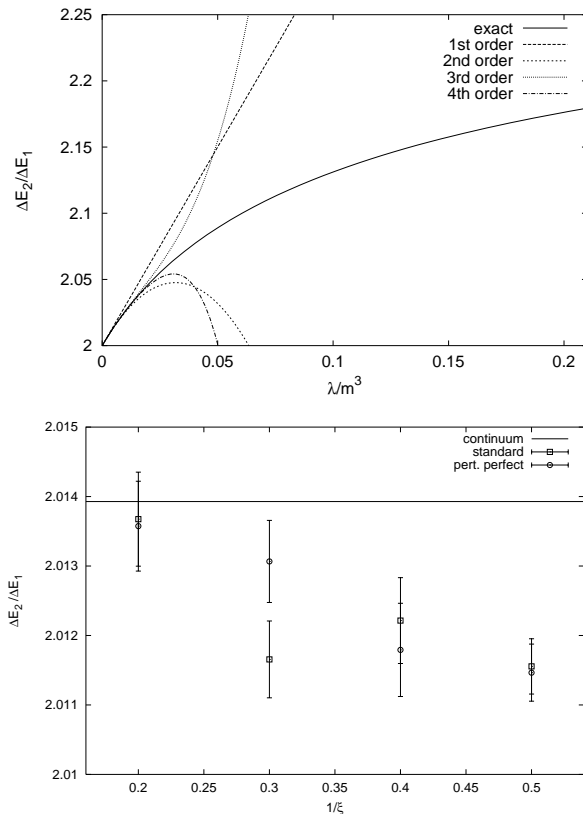 2.25
2.2
2.15
2.1
2.05
2
ΔE₂/ΔE₁
exact
1st order
2nd order
3rd order
4th order
0 0.05 0.1 0.15 0.2
λ/m³
2.015
2.014
2.013
2.012
2.011
2.01
ΔE₂/ΔE₁
continuum
standard
pert. perfect
0.2 0.25 0.3 0.35 0.4 0.45 0.5
1/ξ